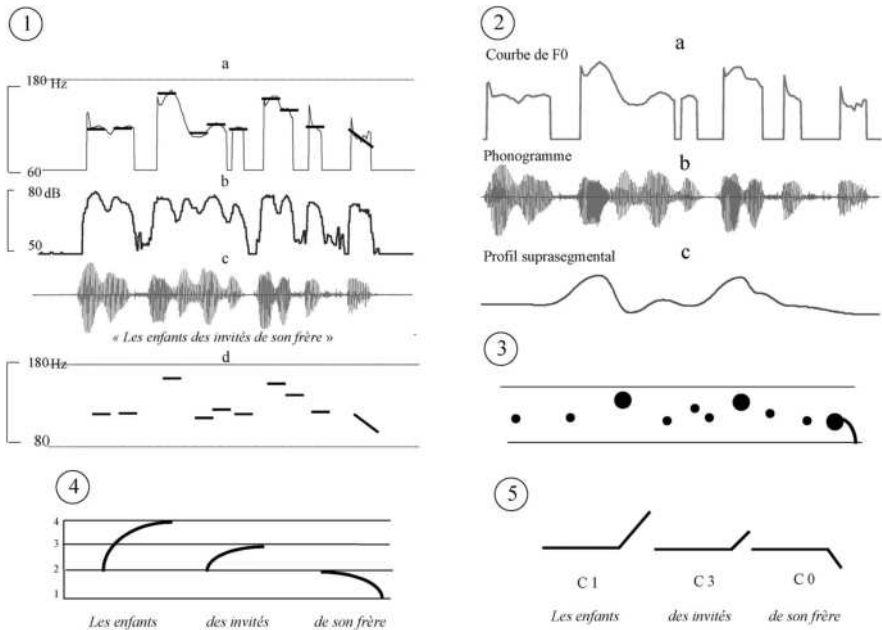 1
a
180 Hz
60
b
80 dB
50
c
« Les enfants des invités de son frère »
d
180 Hz
80
2
a
Courbe de F0
Phonogramme
b
Profil suprasegmental
c
3
4
4
3
2
1
Les enfants des invités de son frère
5
C 1 C 3 C 0
Les enfants des invités de son frère